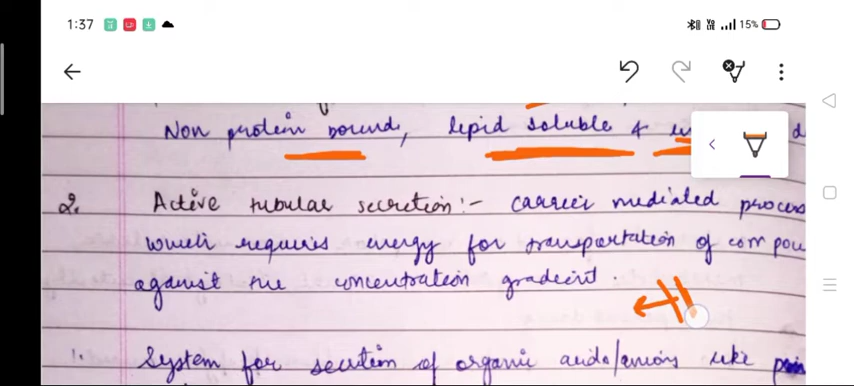 1:37
15%
Non protein bound, lipid soluble &
2. Active tubular secretion :- carrier mediated proces
which requires energy for transportation of compou
against the concentration gradient.
1. System for secretion of organic acids/anions like